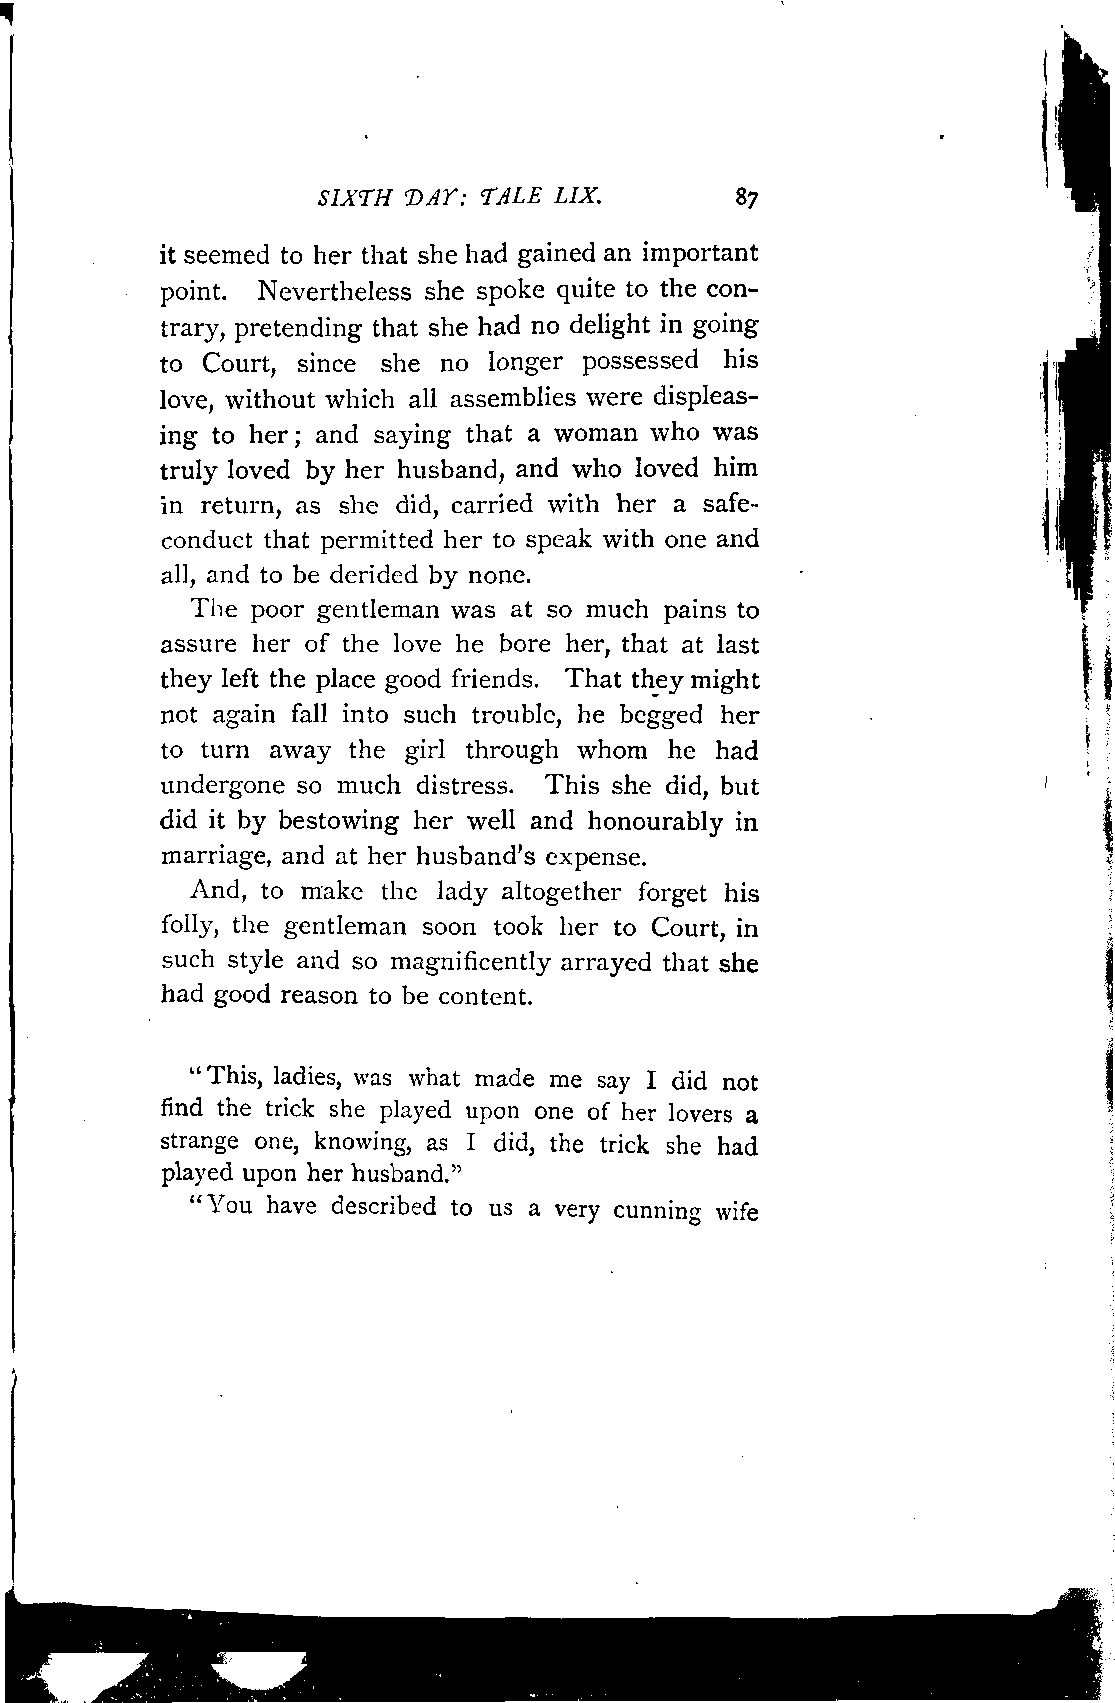 SIXTH DAY: TALE LIX. 87
it seemed to her that she had gained an important
point. Nevertheless she spoke quite to the con-
trary, pretending that she had no delight in going
to Court, since she no longer possessed his
love, without which all assemblies were displeas-
ing to her; and saying that a woman who was
truly loved by her husband, and who loved him
in return, as she did, carried with her a safe-
conduct that permitted her to speak with one and
all, and to be derided by none.
The poor gentleman was at so much pains to
assure her of the love he bore her, that at last
they left the place good friends. That they might
not again fall into such trouble, he begged her
to turn away the girl through whom he had
undergone so much distress. This she did, but
did it by bestowing her well and honourably in
marriage, and at her husband's expense.
And, to make the lady altogether forget his
folly, the gentleman soon took her to Court, in
such style and so magnificently arrayed that she
had good reason to be content.
"This, ladies, was what made me say I did not
find the trick she played upon one of her lovers a
strange one, knowing, as I did, the trick she had
played upon her husband."
"You have described to us a very cunning wife